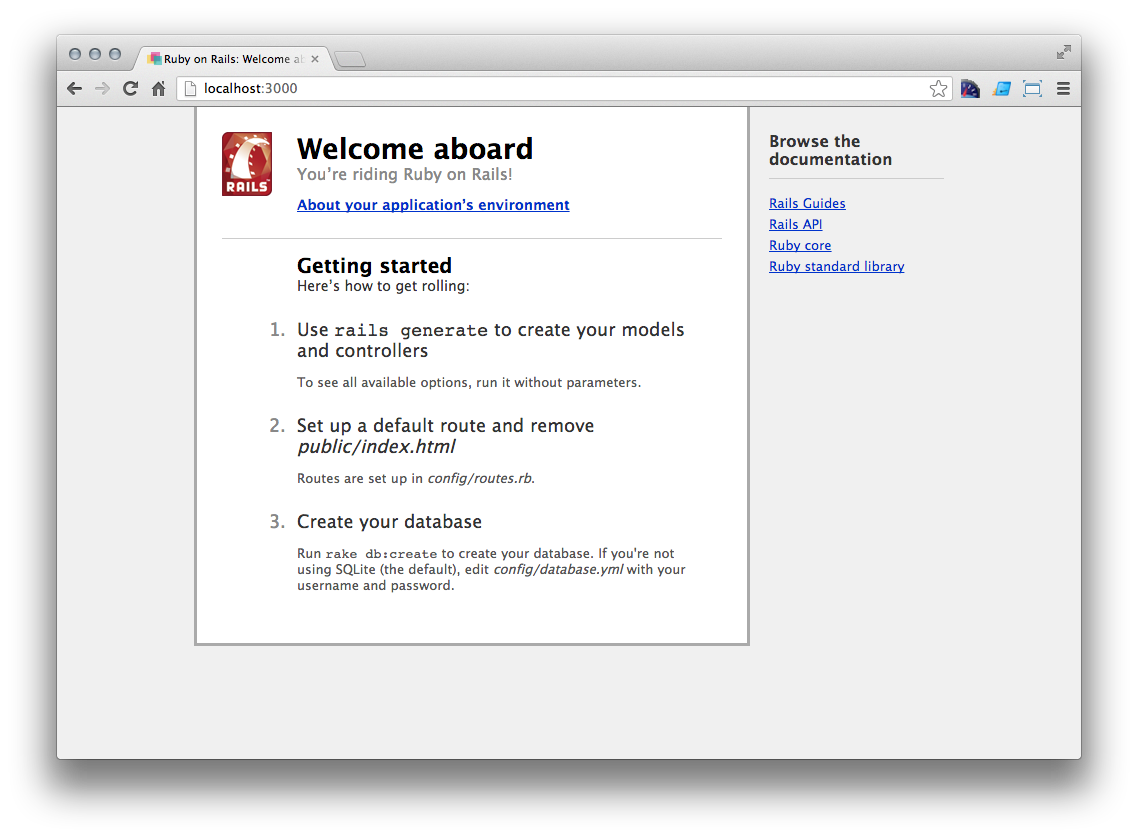 Ruby on Rails: Welcome ab
localhost:3000
RAILS
Welcome aboard
You're riding Ruby on Rails!
About your application's environment
Getting started
Here's how to get rolling:
1. Use rails generate to create your models
and controllers
To see all available options, run it without parameters.
2. Set up a default route and remove
public/index.html
Routes are set up in config/routes.rb.
3. Create your database
Run rake db:create to create your database. If you're not
using SQLite (the default), edit config/database.yml with your
username and password.
Browse the
documentation
Rails Guides
Rails API
Ruby core
Ruby standard library